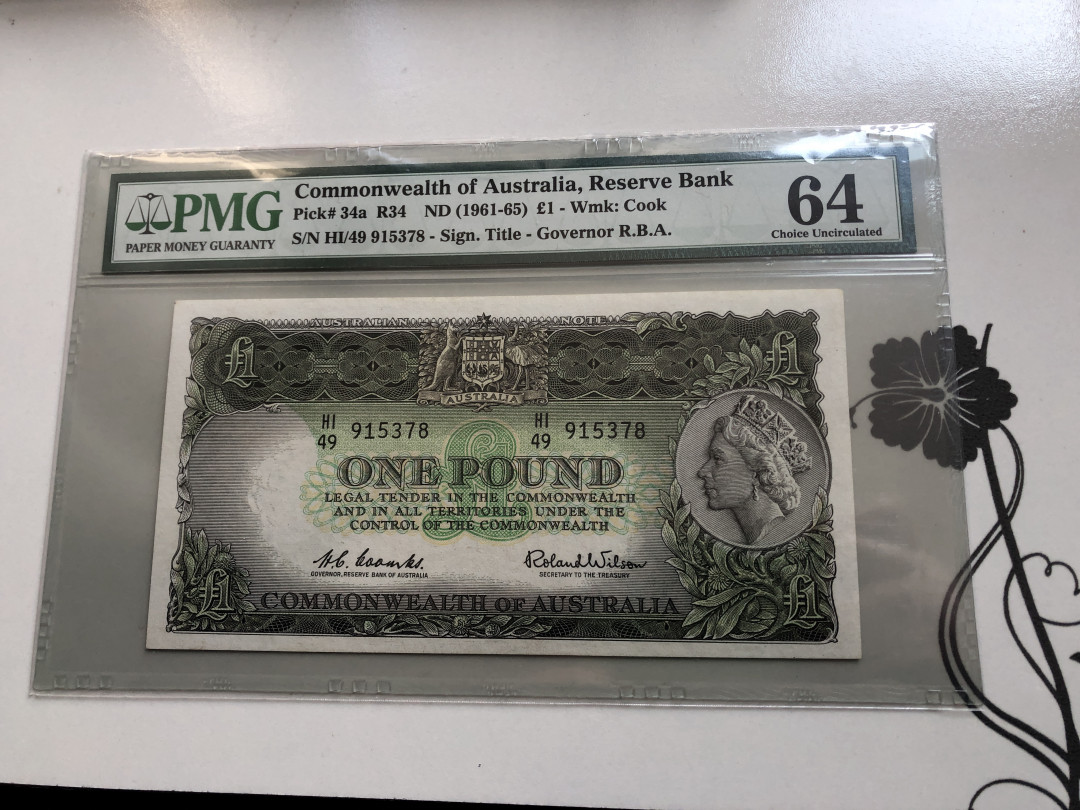 PMG
PAPER MONEY GUARANTY
Commonwealth of Australia, Reserve Bank
Pick# 34a R34 ND (1961-65) £1 - Wmk: Cook
S/N HI/49 915378 - Sign. Title - Governor R.B.A.
64
Choice Uncirculated
AUSTRALIAN NOTE
£1 £1
AUSTRALIA
HI
49 915378
HI
49 915378
£
ONE POUND
LEGAL TENDER IN THE COMMONWEALTH
AND IN ALL TERRITORIES UNDER THE
CONTROL OF THE COMMONWEALTH
H.C. Coombs.
GOVERNOR, RESERVE BANK OF AUSTRALIA
Roland Wilson
SECRETARY TO THE TREASURY
£1 £1
COMMONWEALTH OF AUSTRALIA